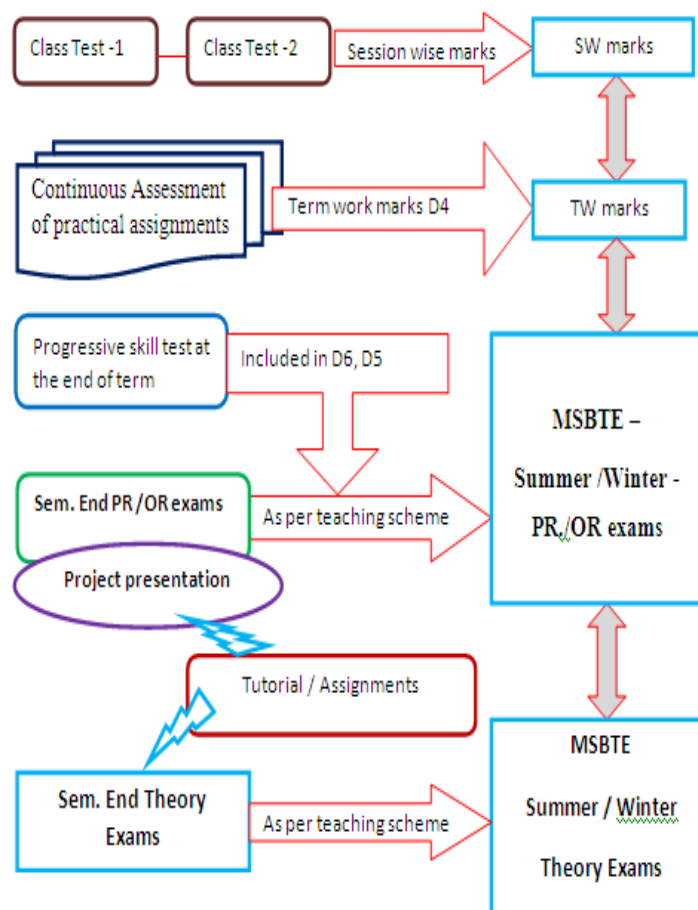 Class Test -1
Class Test -2
Session wise marks
SW marks
Continuous Assessment
of practical assignments
Term work marks D4
TW marks
Progressive skill test at
the end of term
Included in D6, D5
MSBTE –
Summer /Winter -
PR./OR exams
Sem. End PR /OR exams
As per teaching scheme
Project presentation
Tutorial / Assignments
Sem. End Theory
Exams
As per teaching scheme
MSBTE
Summer / Winter
Theory Exams